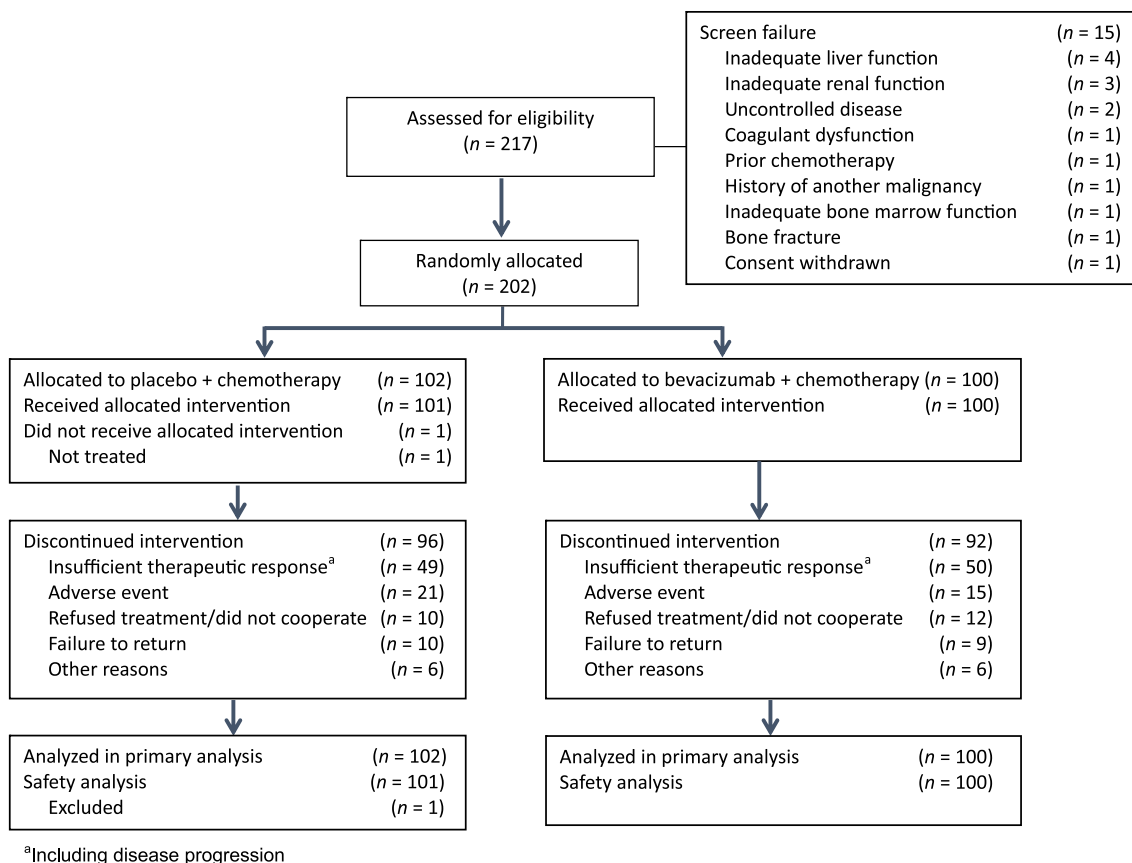 Assessed for eligibility
(n = 217)
Screen failure (n = 15)
Inadequate liver function (n = 4)
Inadequate renal function (n = 3)
Uncontrolled disease (n = 2)
Coagulant dysfunction (n = 1)
Prior chemotherapy (n = 1)
History of another malignancy (n = 1)
Inadequate bone marrow function (n = 1)
Bone fracture (n = 1)
Consent withdrawn (n = 1)
Randomly allocated
(n = 202)
Allocated to placebo + chemotherapy (n = 102)
Received allocated intervention (n = 101)
Did not receive allocated intervention (n = 1)
Not treated (n = 1)
Allocated to bevacizumab + chemotherapy (n = 100)
Received allocated intervention (n = 100)
Discontinued intervention (n = 96)
Insufficient therapeutic responseᵃ (n = 49)
Adverse event (n = 21)
Refused treatment/did not cooperate (n = 10)
Failure to return (n = 10)
Other reasons (n = 6)
Discontinued intervention (n = 92)
Insufficient therapeutic responseᵃ (n = 50)
Adverse event (n = 15)
Refused treatment/did not cooperate (n = 12)
Failure to return (n = 9)
Other reasons (n = 6)
Analyzed in primary analysis (n = 102)
Safety analysis (n = 101)
Excluded (n = 1)
Analyzed in primary analysis (n = 100)
Safety analysis (n = 100)
ᵃIncluding disease progression